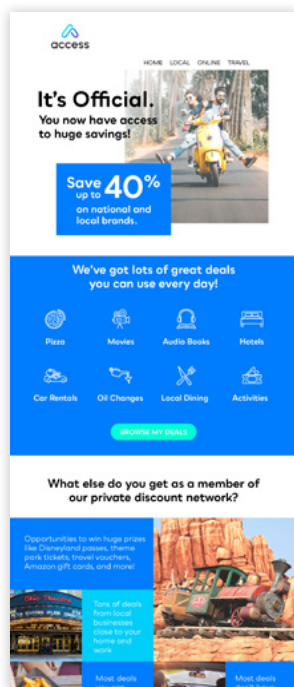 access
HOME LOCAL ONLINE TRAVEL
It's Official.
You now have access
to huge savings!
Save
up to 40%
on national and
local brands.
We've got lots of great deals
you can use every day!
Pizza Movies Audio Books Hotels
Car Rentals Oil Changes Local Dining Activities
BROWSE MY DEALS
What else do you get as a member of
our private discount network?
Opportunities to win huge prizes
like Disneyland passes, theme
park tickets, travel vouchers,
Amazon gift cards, and more!
Tons of deals
from local
businesses
close to your
home and
work
Most deals
Most deals